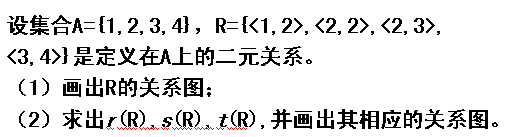 设集合A={1,2,3,4}，R={<1,2>,<2,2>,<2,3>,
<3,4>}是定义在A上的二元关系。
（1）画出R的关系图；
（2）求出r(R),s(R),t(R),并画出其相应的关系图。